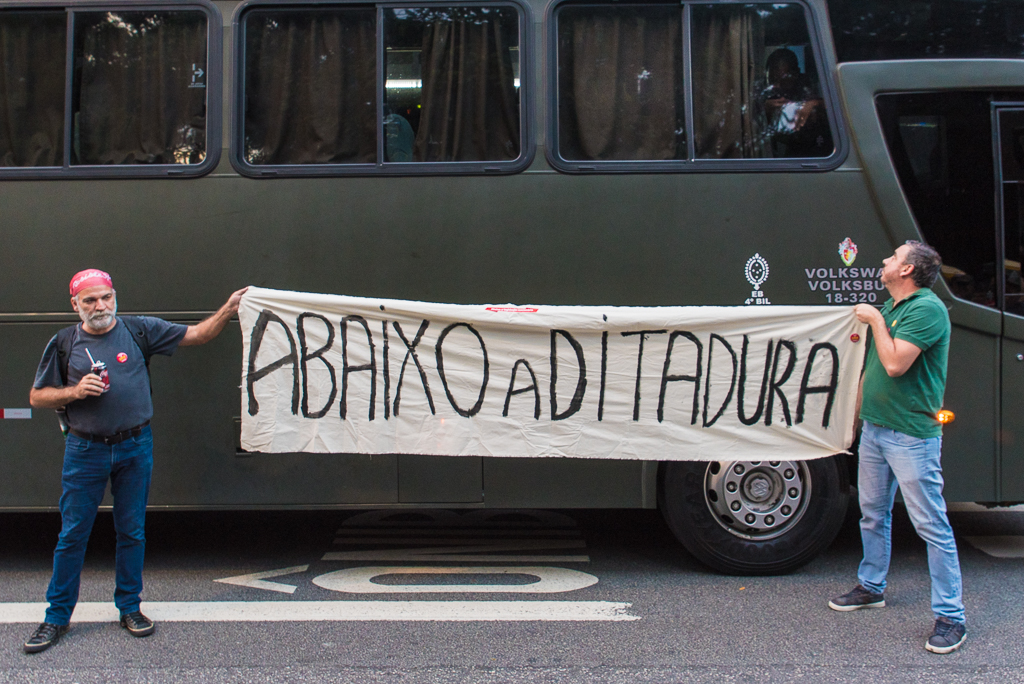 ABAIXO A DITADURA
EB
4º BIL
VOLKSWA
VOLKSBU
18-320